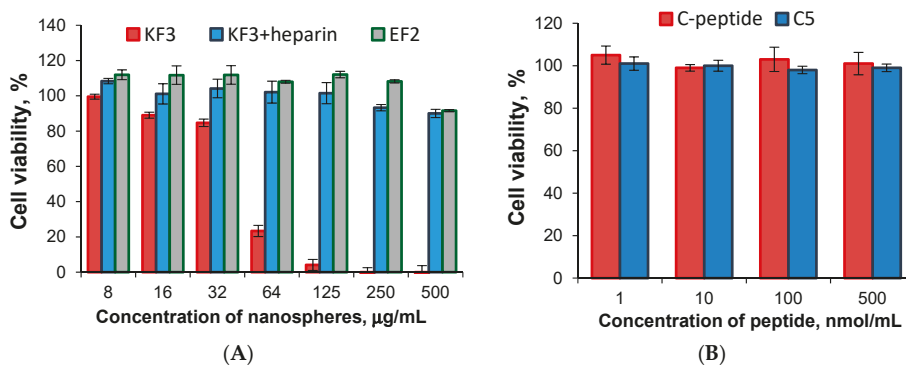 Cell viability, %
140
120
100
80
60
40
20
0
KF3 KF3+heparin EF2
8 16 32 64 125 250 500
Concentration of nanospheres, µg/mL
(A)
Cell viability, %
120
100
80
60
40
20
0
C-peptide C5
1 10 100 500
Concentration of peptide, nmol/mL
(B)